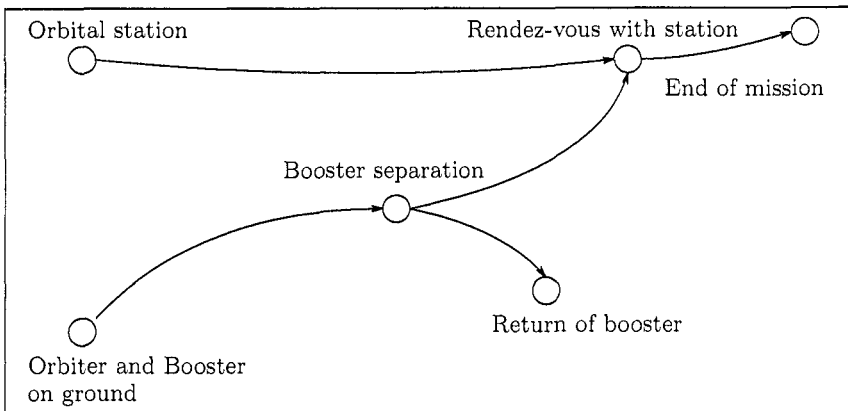 Orbital station
Rendez-vous with station
End of mission
Booster separation
Return of booster
Orbiter and Booster
on ground